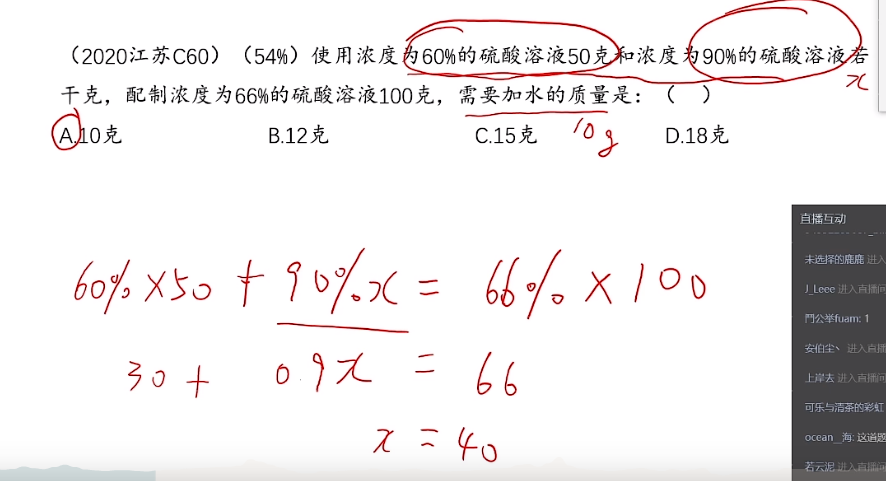 （2020江苏C60）（54%）使用浓度为60%的硫酸溶液50克和浓度为90%的硫酸溶液若
x
干克，配制浓度为66%的硫酸溶液100克，需要加水的质量是：（ ）
A.10克 B.12克 C.15克 10g D.18克
60%×50+90%x=66%×100
30+0.9x=66
x=40
直播互动
未选择的鹿鹿 进入
J_Leee 进入直播间
門公举fuam: 1
安伯尘丶 进入直播
上岸去 进入直播间
可乐与清茶的彩虹
ocean__海: 这道题
若云泥 进入直播间